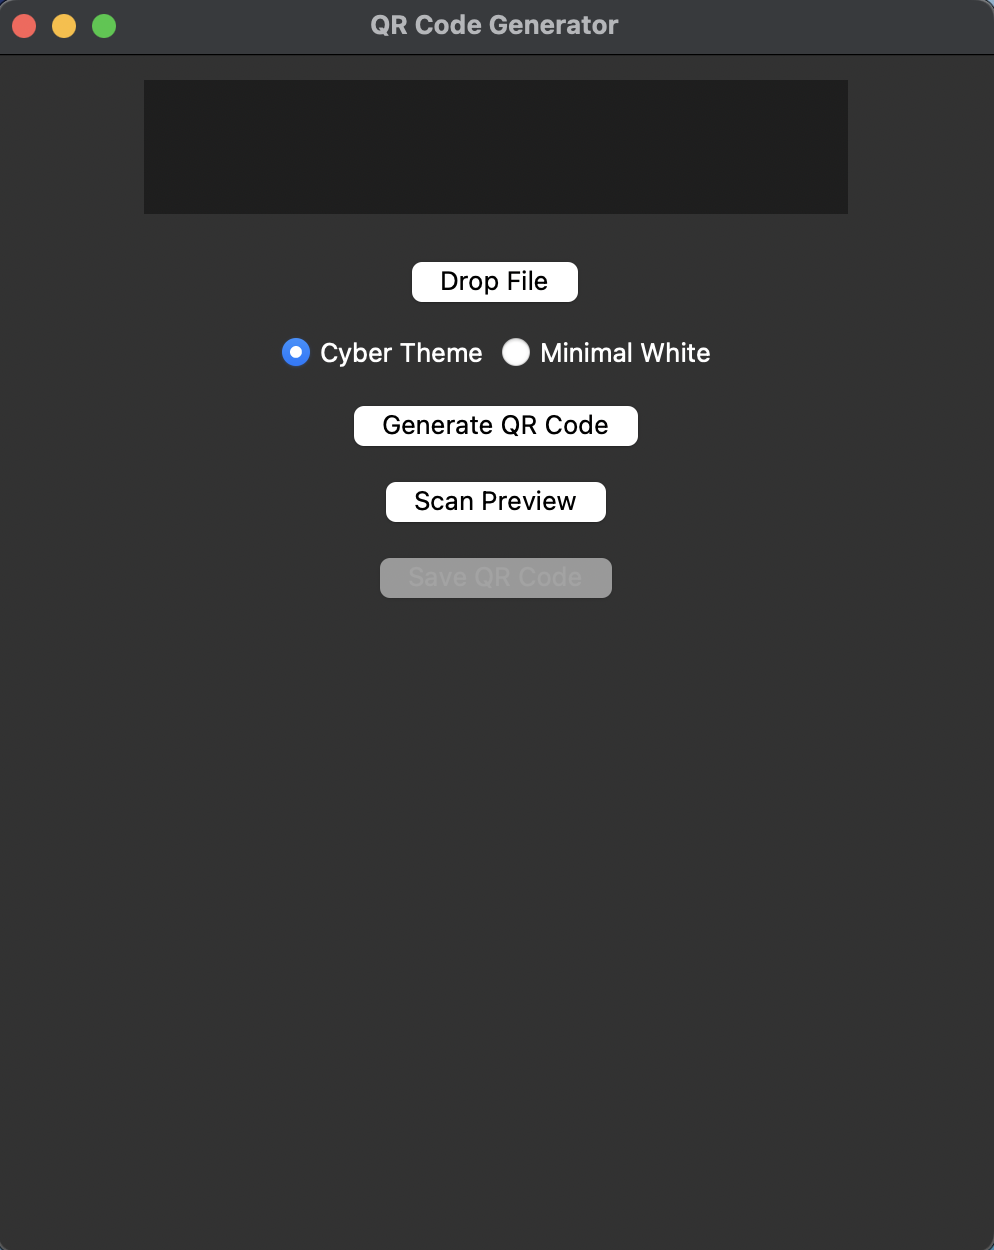 QR Code Generator
Drop File
Cyber Theme Minimal White
Generate QR Code
Scan Preview
Save QR Code